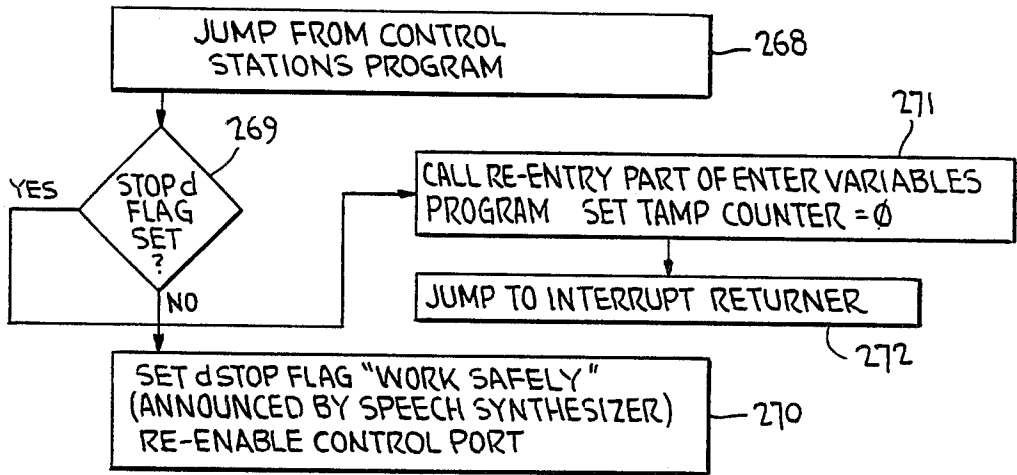 JUMP FROM CONTROL
STATIONS PROGRAM
268
269
YES
STOP d
FLAG
SET
?
NO
271
CALL RE-ENTRY PART OF ENTER VARIABLES
PROGRAM SET TAMP COUNTER = Ø
JUMP TO INTERRUPT RETURNER
272
SET d STOP FLAG "WORK SAFELY"
(ANNOUNCED BY SPEECH SYNTHESIZER)
RE-ENABLE CONTROL PORT
270